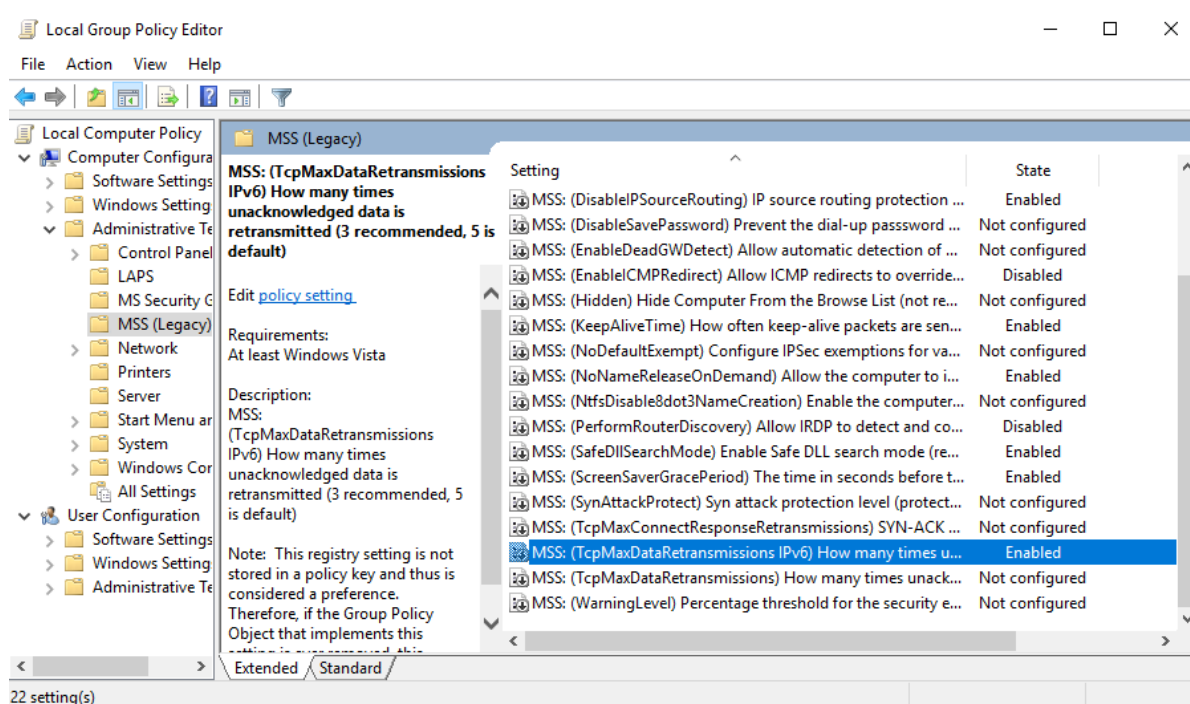 Local Group Policy Editor
File Action View Help
Local Computer Policy
Computer Configura
Software Settings
Windows Setting
Administrative Te
Control Panel
LAPS
MS Security G
MSS (Legacy)
Network
Printers
Server
Start Menu ar
System
Windows Cor
All Settings
User Configuration
Software Settings
Windows Setting
Administrative Te
MSS (Legacy)
MSS: (TcpMaxDataRetransmissions
IPv6) How many times
unacknowledged data is
retransmitted (3 recommended, 5 is
default)
Edit policy setting
Requirements:
At least Windows Vista
Description:
MSS:
(TcpMaxDataRetransmissions
IPv6) How many times
unacknowledged data is
retransmitted (3 recommended, 5
is default)
Note: This registry setting is not
stored in a policy key and thus is
considered a preference.
Therefore, if the Group Policy
Object that implements this
setting is ever removed, this
Setting State
MSS: (DisableIPSourceRouting) IP source routing protection ... Enabled
MSS: (DisableSavePassword) Prevent the dial-up passsword ... Not configured
MSS: (EnableDeadGWDetect) Allow automatic detection of ... Not configured
MSS: (EnableICMPRedirect) Allow ICMP redirects to override... Disabled
MSS: (Hidden) Hide Computer From the Browse List (not re... Not configured
MSS: (KeepAliveTime) How often keep-alive packets are sen... Enabled
MSS: (NoDefaultExempt) Configure IPSec exemptions for va... Not configured
MSS: (NoNameReleaseOnDemand) Allow the computer to i... Enabled
MSS: (NtfsDisable8dot3NameCreation) Enable the computer... Not configured
MSS: (PerformRouterDiscovery) Allow IRDP to detect and co... Disabled
MSS: (SafeDllSearchMode) Enable Safe DLL search mode (re... Enabled
MSS: (ScreenSaverGracePeriod) The time in seconds before t... Enabled
MSS: (SynAttackProtect) Syn attack protection level (protect... Not configured
MSS: (TcpMaxConnectResponseRetransmissions) SYN-ACK ... Not configured
MSS: (TcpMaxDataRetransmissions IPv6) How many times u... Enabled
MSS: (TcpMaxDataRetransmissions) How many times unack... Not configured
MSS: (WarningLevel) Percentage threshold for the security e... Not configured
Extended Standard
22 setting(s)